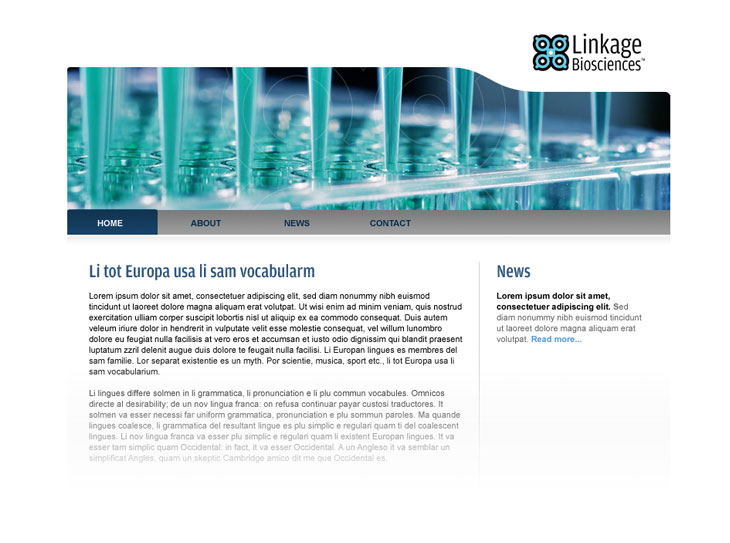 Linkage
Biosciences™
HOME ABOUT NEWS CONTACT
Li tot Europa usa li sam vocabularm
Lorem ipsum dolor sit amet, consectetuer adipiscing elit, sed diam nonummy nibh euismod
tincidunt ut laoreet dolore magna aliquam erat volutpat. Ut wisi enim ad minim veniam, quis nostrud
exercitation ulliam corper suscipit lobortis nisl ut aliquip ex ea commodo consequat. Duis autem
veleum iriure dolor in hendrerit in vulputate velit esse molestie consequat, vel willum lunombro
dolore eu feugiat nulla facilisis at vero eros et accumsan et iusto odio dignissim qui blandit praesent
luptatum zzril delenit augue duis dolore te feugait nulla facilisi. Li Europan lingues es membres del
sam familie. Lor separat existentie es un myth. Por scientie, musica, sport etc., li tot Europa usa li
sam vocabularium.
Li lingues differe solmen in li grammatica, li pronunciation e li plu commun vocabules. Omnicos
directe al desirability; de un nov lingua franca: on refusa continuar payar custosi traductores. It
solmen va esser necessi far uniform grammatica, pronunciation e plu sommun paroles. Ma quande
lingues coalesce, li grammatica del resultant lingue es plu simplic e regulari quam ti del coalescent
lingues. Li nov lingua franca va esser plu simplic e regulari quam li existent Europan lingues. It va
esser tam simplic quam Occidental: in fact, it va esser Occidental. A un Angleso it va semblar un
simplificat Angles, quam un skeptic Cambridge amico dit me que Occidental es.
News
Lorem ipsum dolor sit amet,
consectetuer adipiscing elit. Sed
diam nonummy nibh euismod tincidunt
ut laoreet dolore magna aliquam erat
volutpat. Read more...